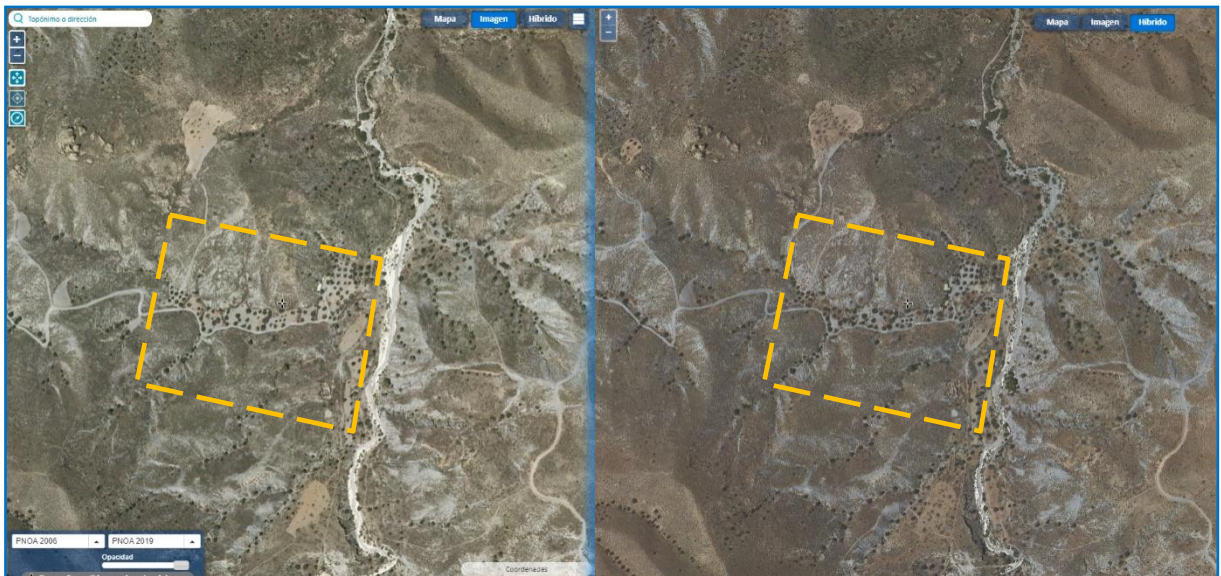 Topónimo o dirección
Mapa Imagen Híbrido
Mapa Imagen Híbrido
PNOA 2006 PNOA 2019
Opacidad
Coordenadas